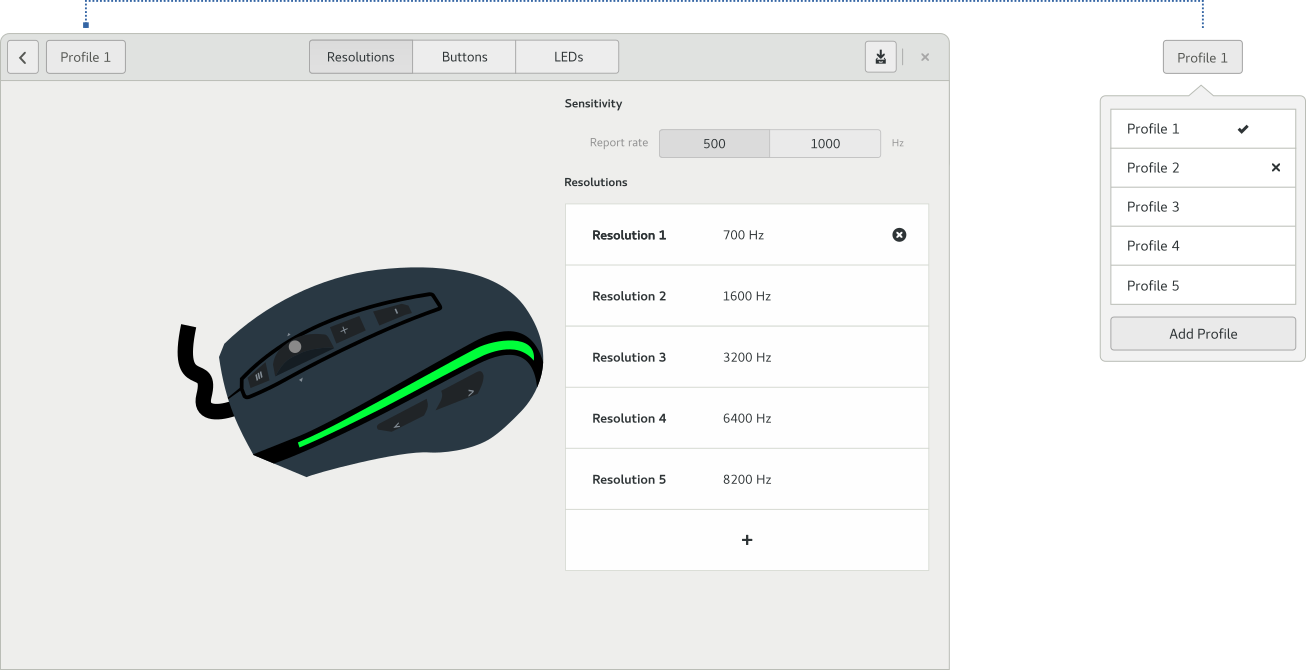 Profile 1
Resolutions Buttons LEDs
Sensitivity
Report rate 500 1000 Hz
Resolutions
Resolution 1 700 Hz
Resolution 2 1600 Hz
Resolution 3 3200 Hz
Resolution 4 6400 Hz
Resolution 5 8200 Hz
+
Profile 1
Profile 1
Profile 2
Profile 3
Profile 4
Profile 5
Add Profile